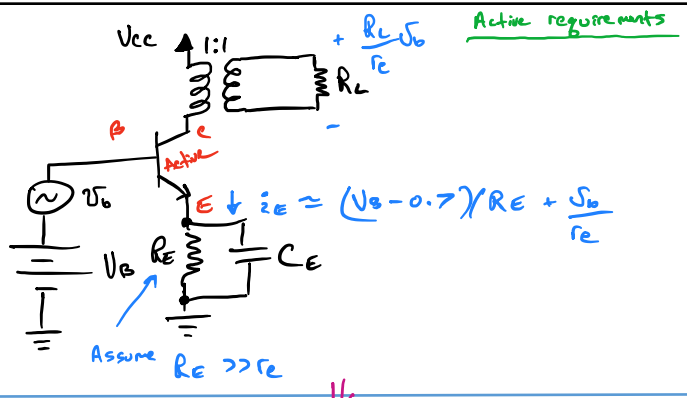 Active requirements
Vcc 1:1
+ RL/re vb
RL
-
β c
Active
vb
E ↓ iE ≈ (VB-0.7)/RE + vb/re
VB RE CE
Assume RE >>re